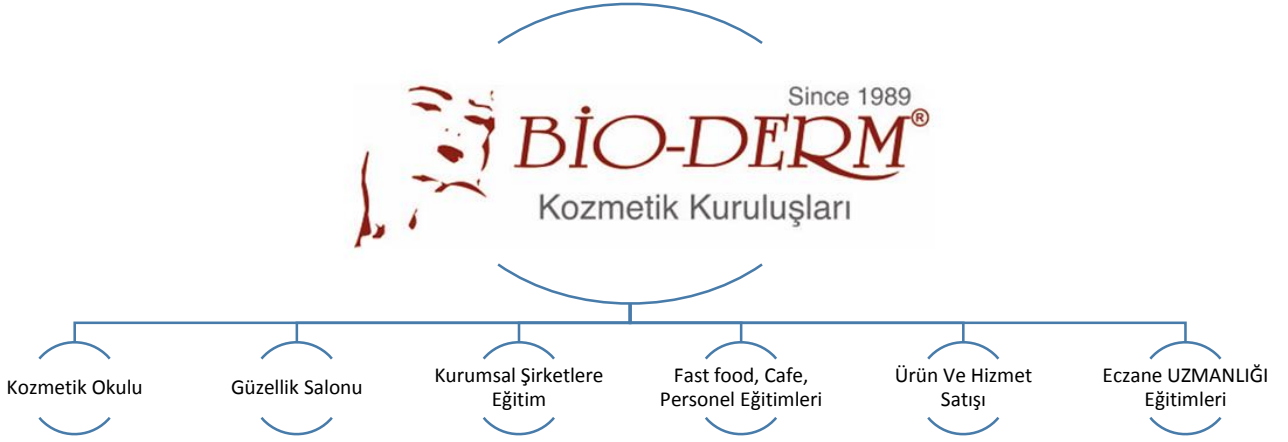 Since 1989
BİO-DERM®
Kozmetik Kuruluşları
Kozmetik Okulu
Güzellik Salonu
Kurumsal Şirketlere
Eğitim
Fast food, Cafe,
Personel Eğitimleri
Ürün Ve Hizmet
Satışı
Eczane UZMANLIĞI
Eğitimleri